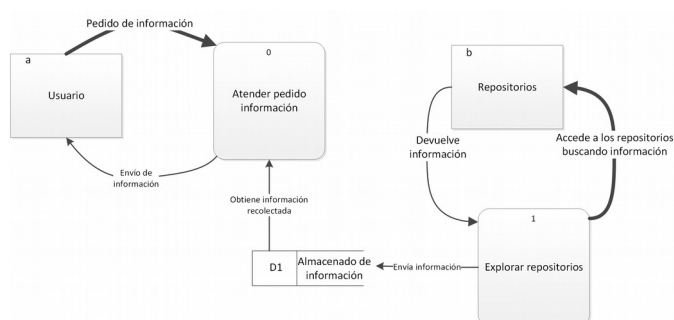 Pedido de información
a
Usuario
0
Atender pedido
información
Envío de
información
Obtiene información
recolectada
D1
Almacenado de
información
Envía información
b
Repositorios
Devuelve
información
Accede a los repositorios
buscando información
1
Explorar repositorios